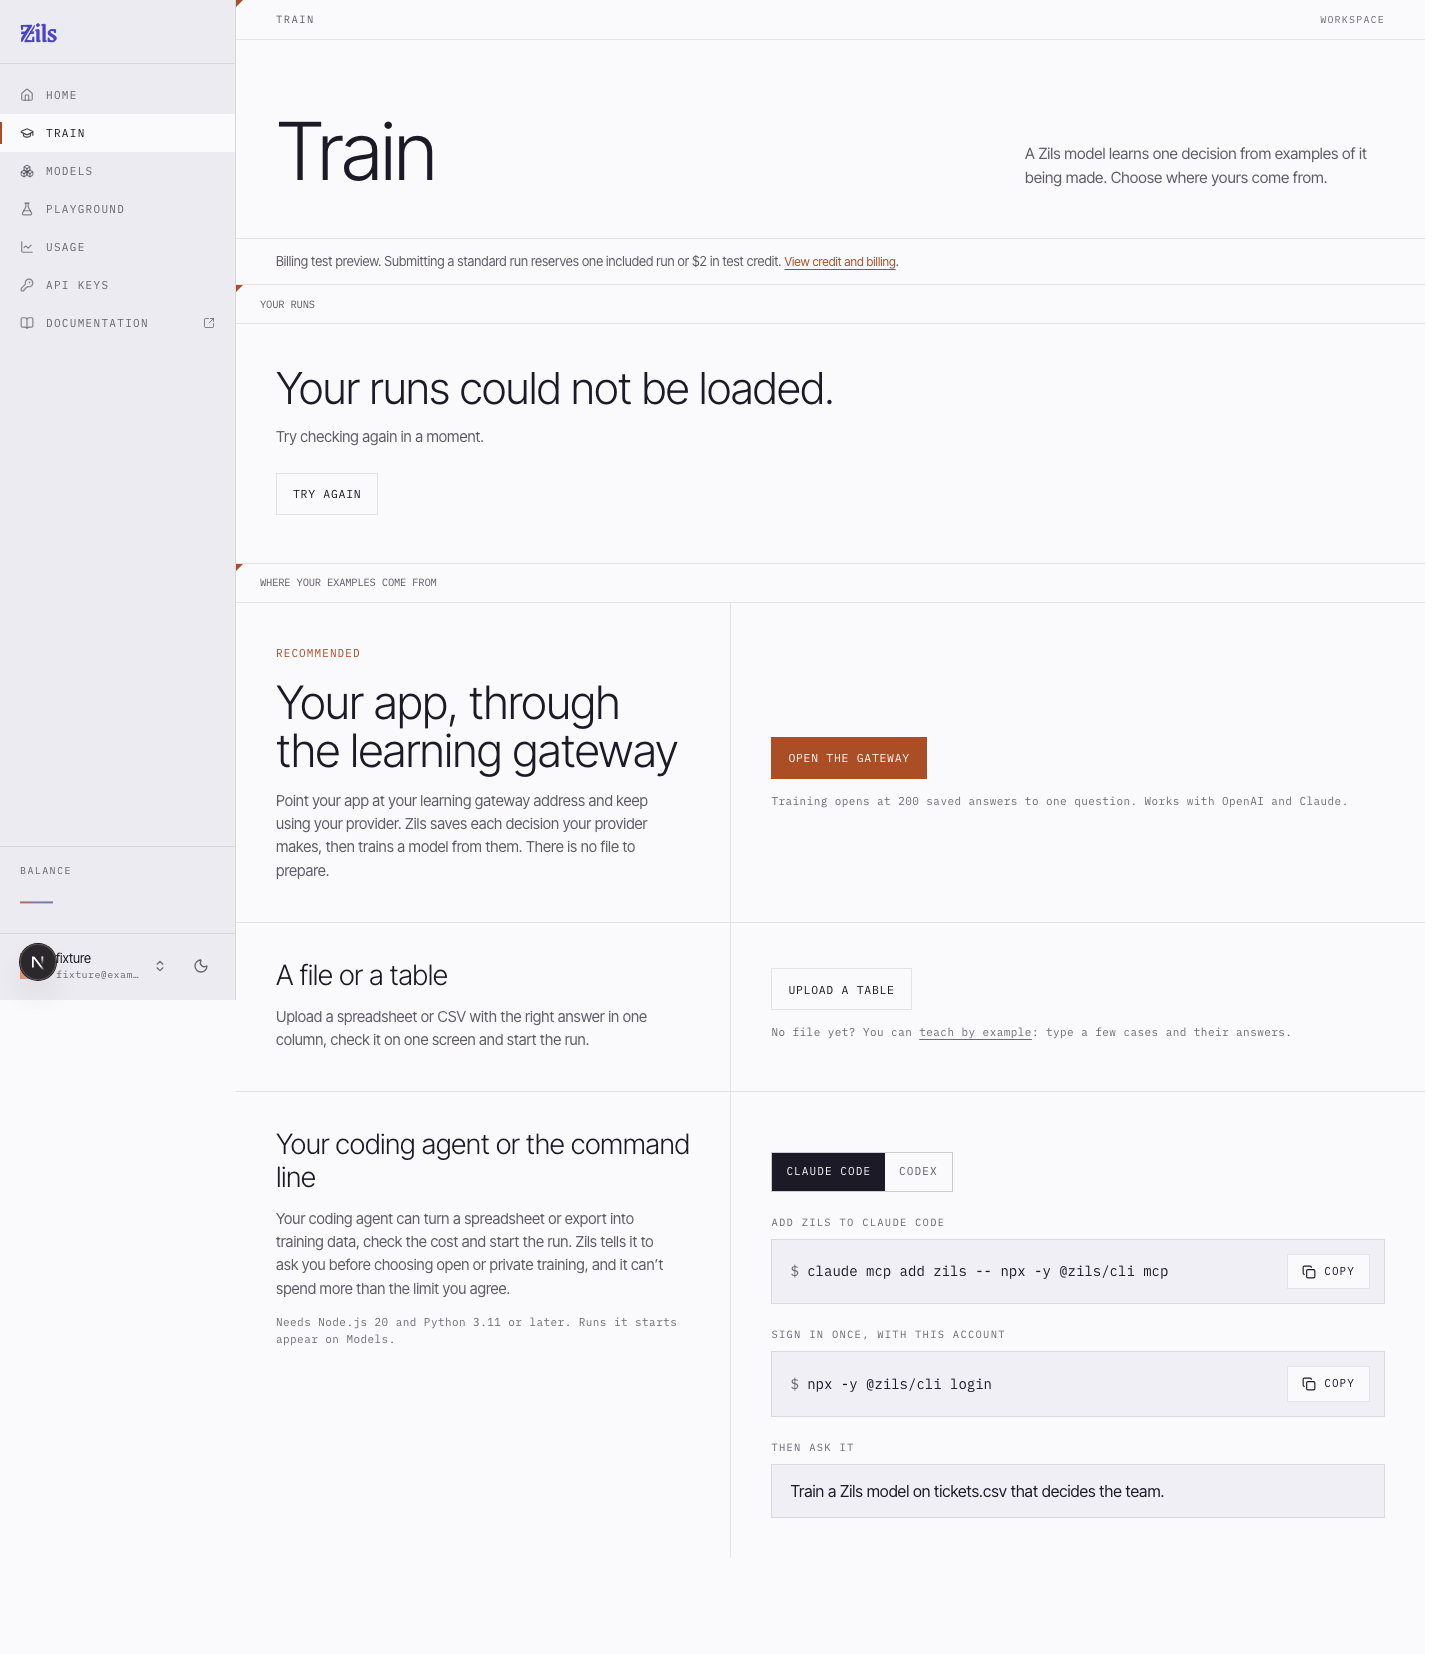 Zils
HOME
TRAIN
MODELS
PLAYGROUND
USAGE
API KEYS
DOCUMENTATION
BALANCE
N
fixture
fixture@exam…
TRAIN
WORKSPACE
Train
A Zils model learns one decision from examples of it
being made. Choose where yours come from.
Billing test preview. Submitting a standard run reserves one included run or $2 in test credit. View credit and billing.
YOUR RUNS
Your runs could not be loaded.
Try checking again in a moment.
TRY AGAIN
WHERE YOUR EXAMPLES COME FROM
RECOMMENDED
Your app, through
the learning gateway
Point your app at your learning gateway address and keep
using your provider. Zils saves each decision your provider
makes, then trains a model from them. There is no file to
prepare.
OPEN THE GATEWAY
Training opens at 200 saved answers to one question. Works with OpenAI and Claude.
A file or a table
Upload a spreadsheet or CSV with the right answer in one
column, check it on one screen and start the run.
UPLOAD A TABLE
No file yet? You can teach by example: type a few cases and their answers.
Your coding agent or the command
line
Your coding agent can turn a spreadsheet or export into
training data, check the cost and start the run. Zils tells it to
ask you before choosing open or private training, and it can’t
spend more than the limit you agree.
Needs Node.js 20 and Python 3.11 or later. Runs it starts
appear on Models.
CLAUDE CODE
CODEX
ADD ZILS TO CLAUDE CODE
$ claude mcp add zils -- npx -y @zils/cli mcp
COPY
SIGN IN ONCE, WITH THIS ACCOUNT
$ npx -y @zils/cli login
COPY
THEN ASK IT
Train a Zils model on tickets.csv that decides the team.